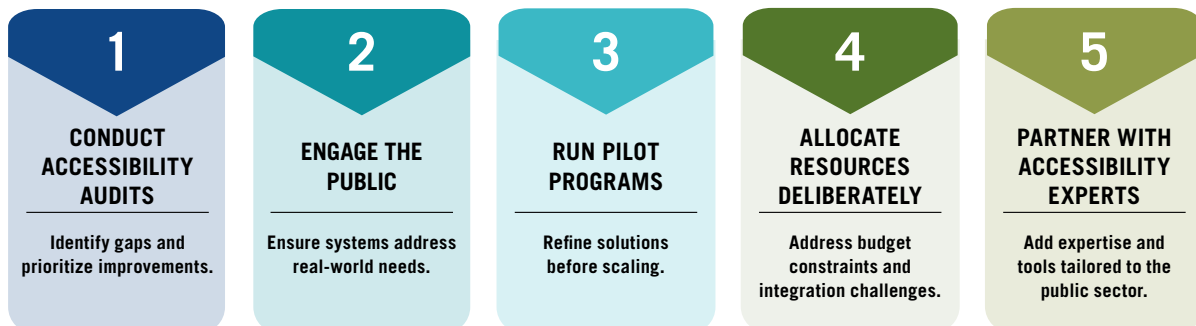 1
CONDUCT
ACCESSIBILITY
AUDITS
Identify gaps and
prioritize improvements.
2
ENGAGE THE
PUBLIC
Ensure systems address
real-world needs.
3
RUN PILOT
PROGRAMS
Refine solutions
before scaling.
4
ALLOCATE
RESOURCES
DELIBERATELY
Address budget
constraints and
integration challenges.
5
PARTNER WITH
ACCESSIBILITY
EXPERTS
Add expertise and
tools tailored to the
public sector.